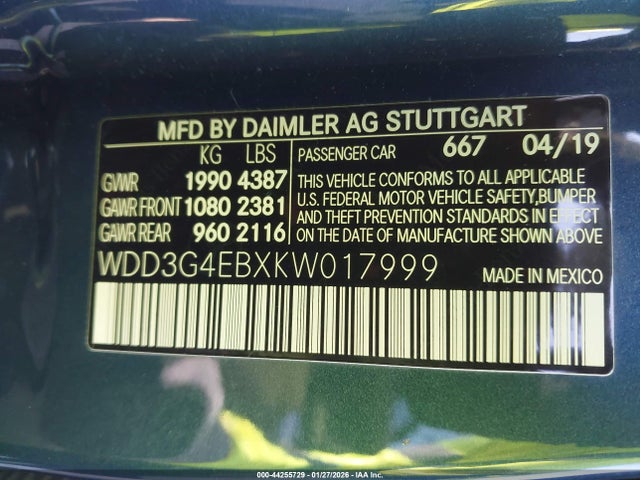 MFD BY DAIMLER AG STUTTGART
KG LBS
GVWR 1990 4387
GAWR FRONT 1080 2381
GAWR REAR 960 2116
PASSENGER CAR 667 04/19
THIS VEHICLE CONFORMS TO ALL APPLICABLE
U.S. FEDERAL MOTOR VEHICLE SAFETY,BUMPER
AND THEFT PREVENTION STANDARDS IN EFFECT
ON THE DATE OF MANUFACTURE SHOWN ABOVE
WDD3G4EBXKW017999
MADE IN MEXICO
000-44255729 - 01/27/2026 - IAA Inc.